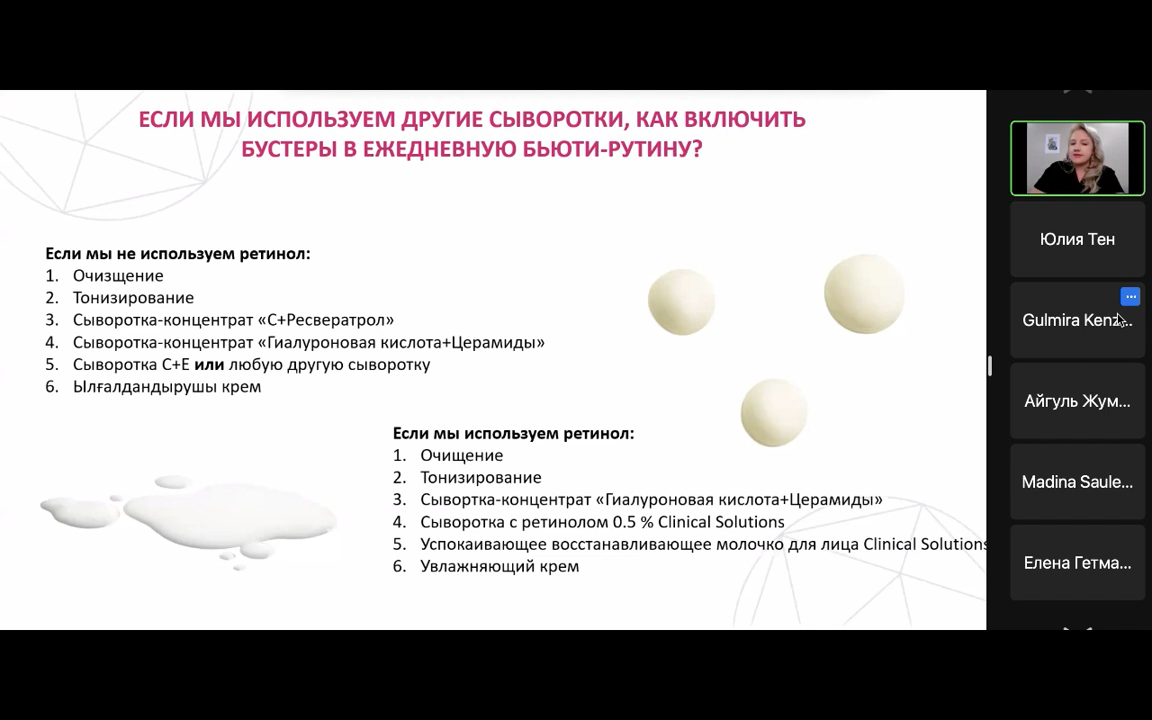 ЕСЛИ МЫ ИСПОЛЬЗУЕМ ДРУГИЕ СЫВОРОТКИ, КАК ВКЛЮЧИТЬ
БУСТЕРЫ В ЕЖЕДНЕВНУЮ БЬЮТИ-РУТИНУ?
Если мы не используем ретинол:
1. Очизщение
2. Тонизирование
3. Сыворотка-концентрат «С+Ресвератрол»
4. Сыворотка-концентрат «Гиалуроновая кислота+Церамиды»
5. Сыворотка С+Е или любую другую сыворотку
6. Ылғалдандырушы крем
Если мы используем ретинол:
1. Очищение
2. Тонизирование
3. Сывортка-концентрат «Гиалуроновая кислота+Церамиды»
4. Сыворотка с ретинолом 0.5 % Clinical Solutions
5. Успокаивающее восстанавливающее молочко для лица Clinical Solutions
6. Увлажняющий крем
Юлия Тен
Gulmira Kenz...
Айгуль Жум...
Madina Saule...
Елена Гетма...